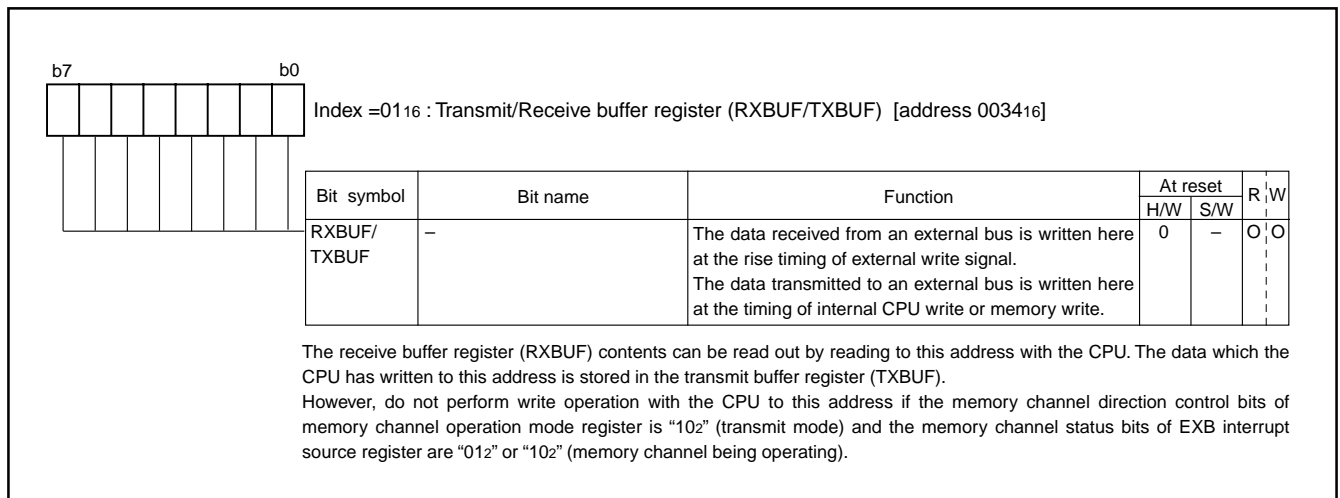 b7 b0
Index =0116 : Transmit/Receive buffer register (RXBUF/TXBUF) [address 003416]
Bit symbol Bit name Function At reset R W
H/W S/W
RXBUF/ – The data received from an external bus is written here 0 – O O
TXBUF at the rise timing of external write signal.
The data transmitted to an external bus is written here
at the timing of internal CPU write or memory write.
The receive buffer register (RXBUF) contents can be read out by reading to this address with the CPU. The data which the
CPU has written to this address is stored in the transmit buffer register (TXBUF).
However, do not perform write operation with the CPU to this address if the memory channel direction control bits of
memory channel operation mode register is “102” (transmit mode) and the memory channel status bits of EXB interrupt
source register are “012” or “102” (memory channel being operating).